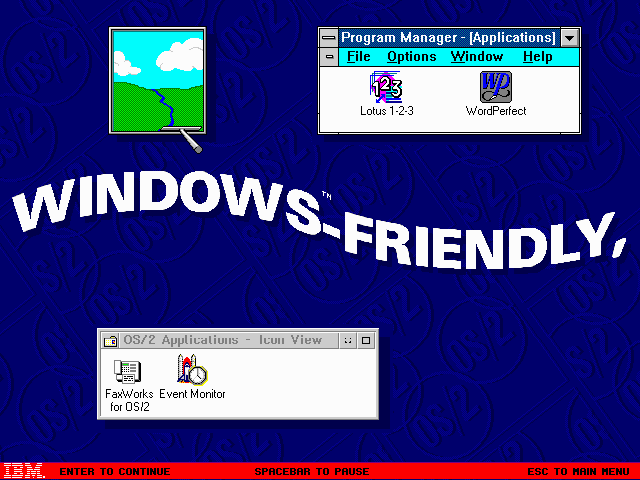 Program Manager - [Applications]
File Options Window Help
Lotus 1-2-3 WordPerfect
WINDOWS™-FRIENDLY,
OS/2 Applications - Icon View
FaxWorks
for OS/2
Event Monitor
IBM. ENTER TO CONTINUE SPACEBAR TO PAUSE ESC TO MAIN MENU